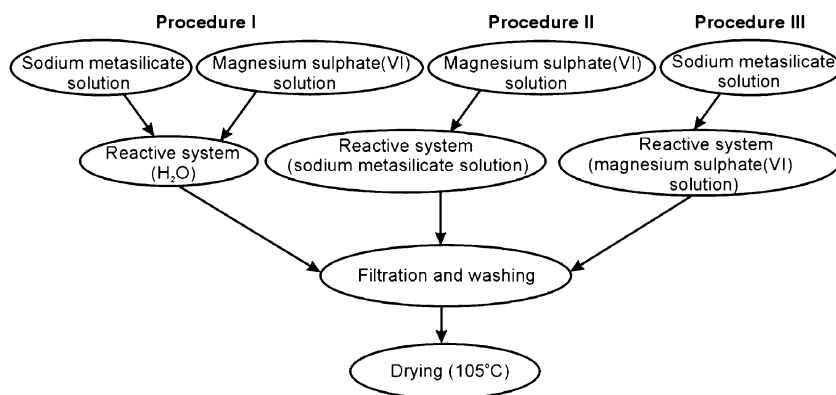 Procedure I
Procedure II
Procedure III
Sodium metasilicate
solution
Magnesium sulphate(VI)
solution
Magnesium sulphate(VI)
solution
Sodium metasilicate
solution
Reactive system
(H₂O)
Reactive system
(sodium metasilicate solution)
Reactive system
(magnesium sulphate(VI)
solution)
Filtration and washing
Drying (105°C)